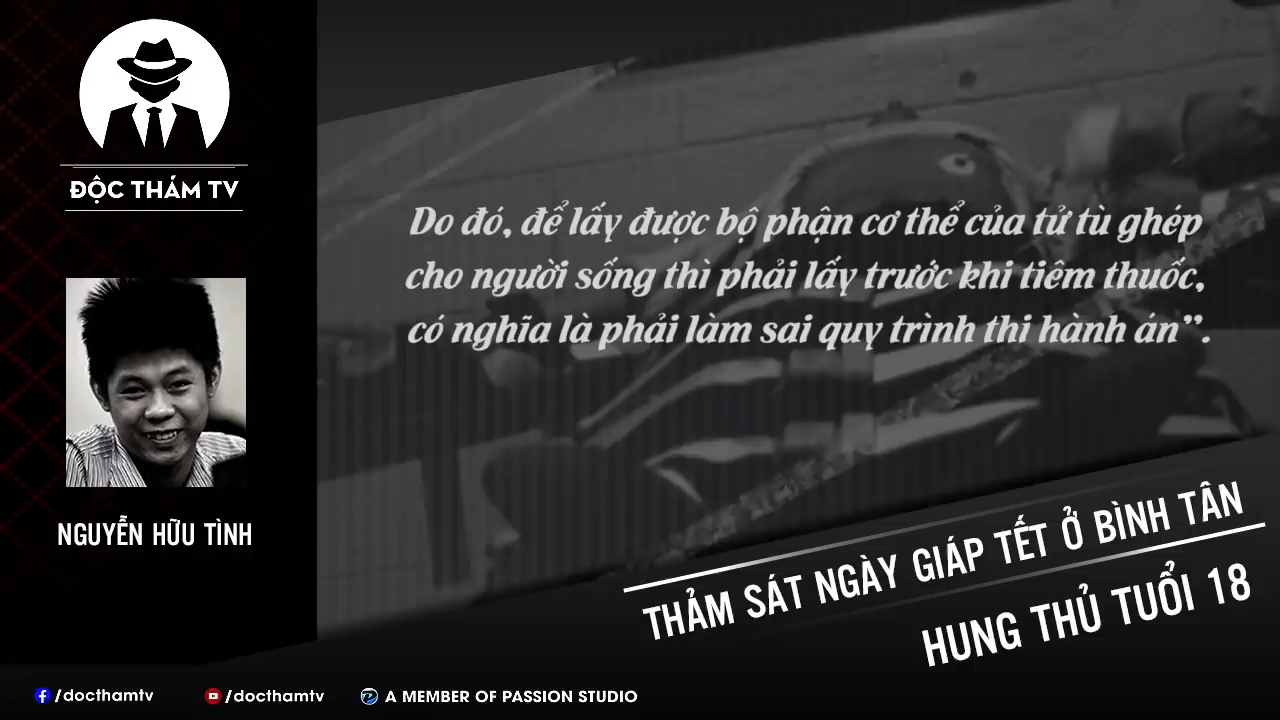 ĐỘC THÁM TV
NGUYỄN HỮU TÌNH
Do đó, để lấy được bộ phận cơ thể của tử tù ghép
cho người sống thì phải lấy trước khi tiêm thuốc,
có nghĩa là phải làm sai quy trình thi hành án”.
THẢM SÁT NGÀY GIÁP TẾT Ở BÌNH TÂN
HUNG THỦ TUỔI 18
/docthamtv
/docthamtv
A MEMBER OF PASSION STUDIO